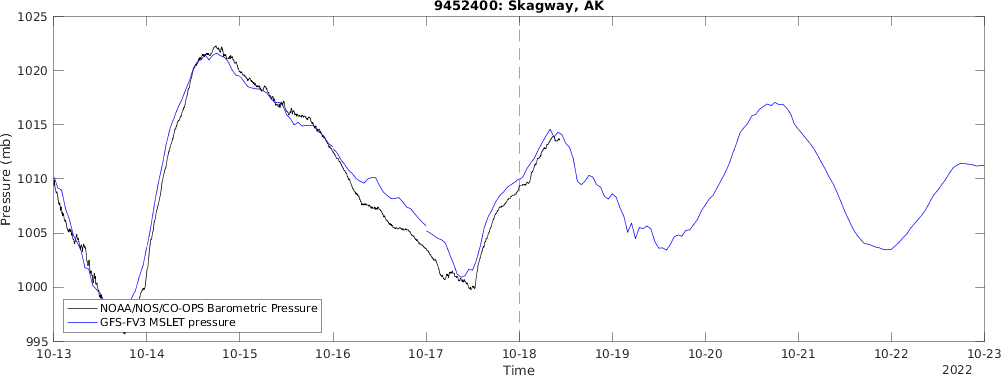 9452400: Skagway, AK
Pressure (mb)
1025
1020
1015
1010
1005
1000
995
NOAA/NOS/CO-OPS Barometric Pressure
GFS-FV3 MSLET pressure
10-13 10-14 10-15 10-16 10-17 10-18 10-19 10-20 10-21 10-22 10-23
Time
2022